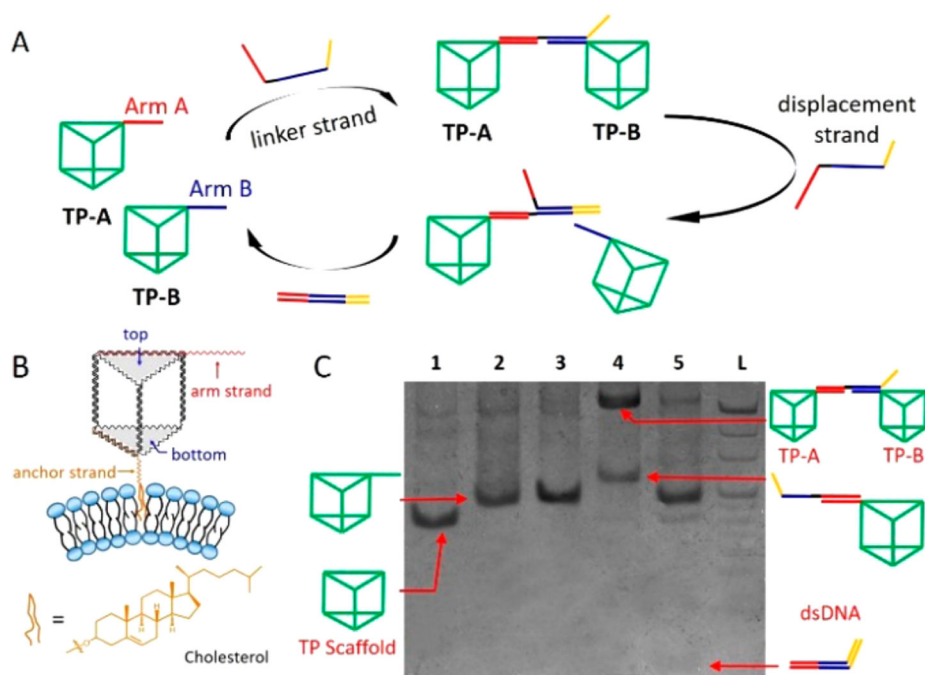 A
Arm A
TP-A
Arm B
TP-B
linker strand
TP-A
TP-B
displacement
strand
B
top
arm strand
bottom
anchor strand
=
O
H
H
H
Cholesterol
C
1
2
3
4
5
L
TP Scaffold
TP-A
TP-B
dsDNA